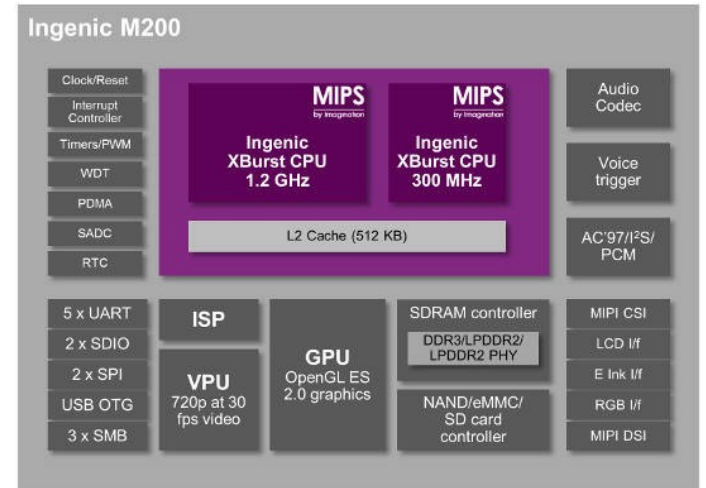 Ingenic M200
Clock/Reset
Interrupt
Controller
Timers/PWM
WDT
PDMA
SADC
RTC
MIPS
by Imagination
Ingenic
XBurst CPU
1.2 GHz
MIPS
by Imagination
Ingenic
XBurst CPU
300 MHz
L2 Cache (512 KB)
Audio
Codec
Voice
trigger
AC'97/I²S/
PCM
5 x UART
2 x SDIO
2 x SPI
USB OTG
3 x SMB
ISP
VPU
720p at 30
fps video
GPU
OpenGL ES
2.0 graphics
SDRAM controller
DDR3/LPDDR2/
LPDDR2 PHY
NAND/eMMC/
SD card
controller
MIPI CSI
LCD I/f
E Ink I/f
RGB I/f
MIPI DSI